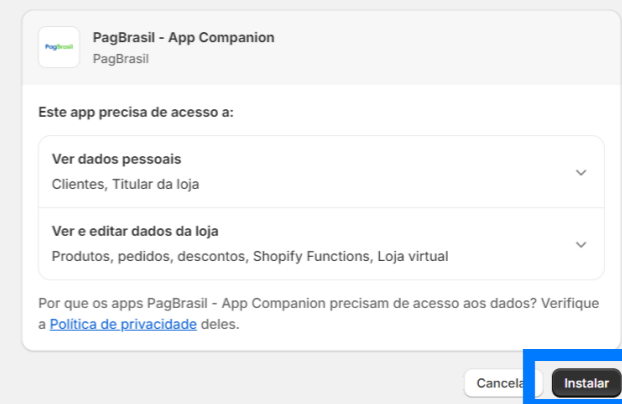 PagBrasil
PagBrasil - App Companion
PagBrasil
Este app precisa de acesso a:
Ver dados pessoais
Clientes, Titular da loja
Ver e editar dados da loja
Produtos, pedidos, descontos, Shopify Functions, Loja virtual
Por que os apps PagBrasil - App Companion precisam de acesso aos dados? Verifique
a Política de privacidade deles.
Cancela Instalar